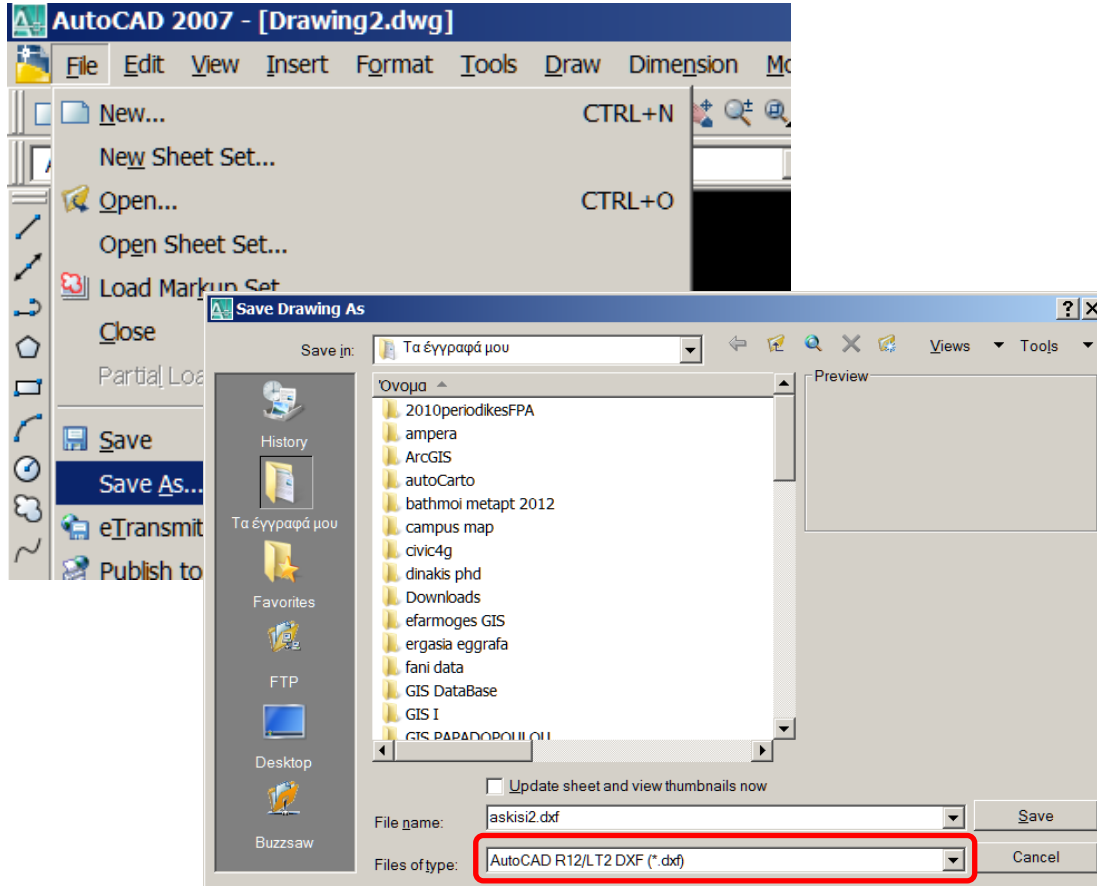 AutoCAD 2007 - [Drawing2.dwg]
File Edit View Insert Format Tools Draw Dimension
New... CTRL+N
New Sheet Set...
Open... CTRL+O
Open Sheet Set...
Load Markup Set
Close
Partial
Save
Save As...
eTransmit
Publish to
Save Drawing As
Save in: Τα έγγραφά μου Views Tools
Όνομα
2010periodikesFPA
ampera
ArcGIS
autoCarto
bathmoi metapt 2012
campus map
civic4g
dinakis phd
Downloads
efarmoges GIS
ergasia eggrafa
fani data
GIS DataBase
GIS I
GIS PAPADOPOULOU
Preview
History
Τα έγγραφά μου
Favorites
FTP
Desktop
Buzzsaw
Update sheet and view thumbnails now
File name: askisi2.dxf Save
Files of type: AutoCAD R12/LT2 DXF (*.dxf) Cancel